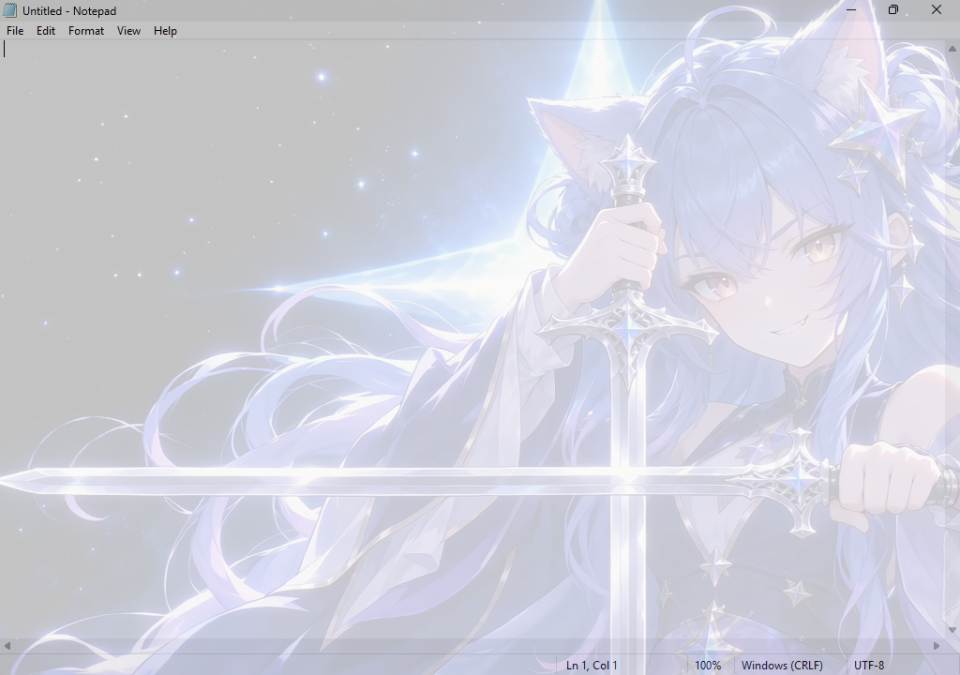 Untitled - Notepad
File Edit Format View Help
Ln 1, Col 1 100% Windows (CRLF) UTF-8